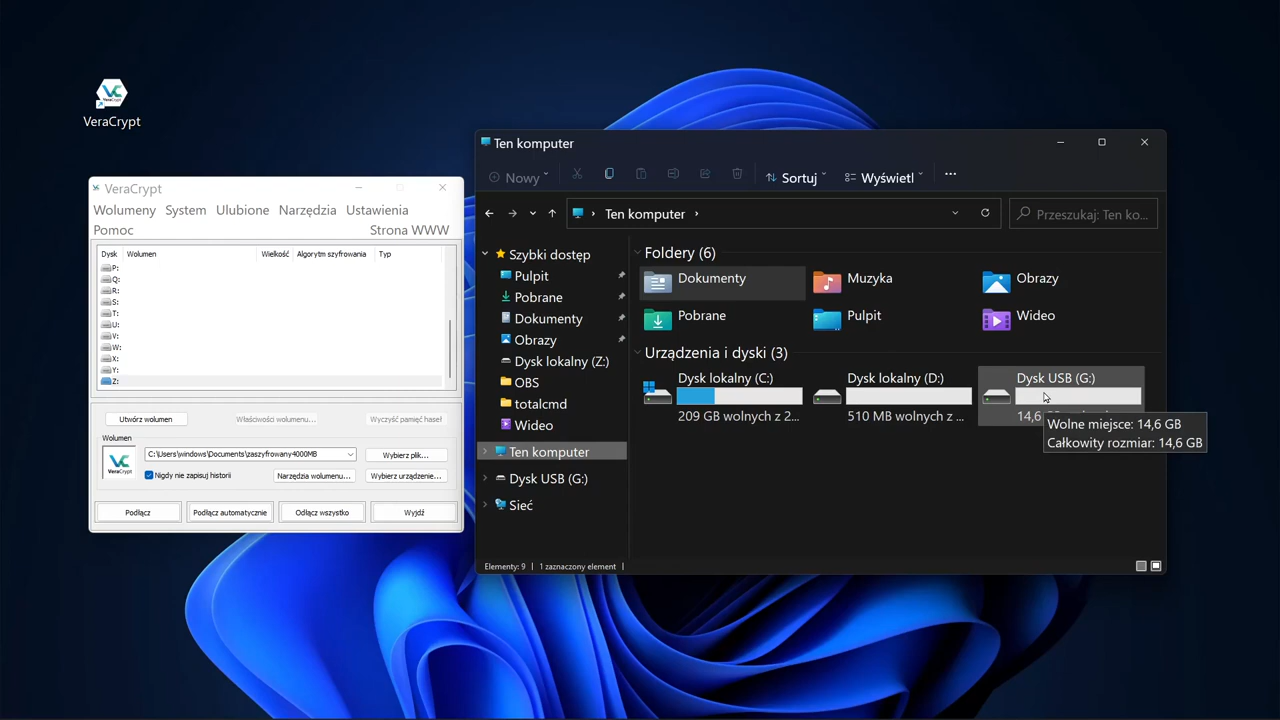 VeraCrypt
VeraCrypt
Wolumeny System Ulubione Narzędzia Ustawienia
Pomoc Strona WWW
Dysk Wolumen Wielkość Algorytm szyfrowania Typ
P:
Q:
R:
S:
T:
U:
V:
W:
X:
Y:
Z:
Utwórz wolumen Właściwości wolumenu... Wyczyść pamięć haseł
Wolumen
C:\Users\windows\Documents\zaszyfrowany4000MB Wybierz plik...
VC
Nigdy nie zapisuj historii Narzędzia wolumenu... Wybierz urządzenie...
Podłącz Podłącz automatycznie Odłącz wszystko Wyjdź
Ten komputer
Nowy Sortuj Wyświetl ...
Ten komputer Przeszukaj: Ten ko...
Szybki dostęp
Pulpit
Pobrane
Dokumenty
Obrazy
Dysk lokalny (Z:)
OBS
totalcmd
Wideo
Ten komputer
Dysk USB (G:)
Sieć
Foldery (6)
Dokumenty Muzyka Obrazy
Pobrane Pulpit Wideo
Urządzenia i dyski (3)
Dysk lokalny (C:) Dysk lokalny (D:) Dysk USB (G:)
209 GB wolnych z 2... 510 MB wolnych z ... 14,6
Wolne miejsce: 14,6 GB
Całkowity rozmiar: 14,6 GB
Elementy: 9 1 zaznaczony element